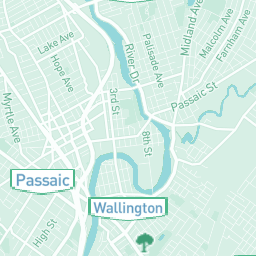 Lake Ave
Hope Ave
River Dr
Palisade Ave
Midland Ave
Malcolm Ave
Farnham Ave
Myrtle Ave
3rd St
Passaic St
8th St
Passaic
Wallington
High St